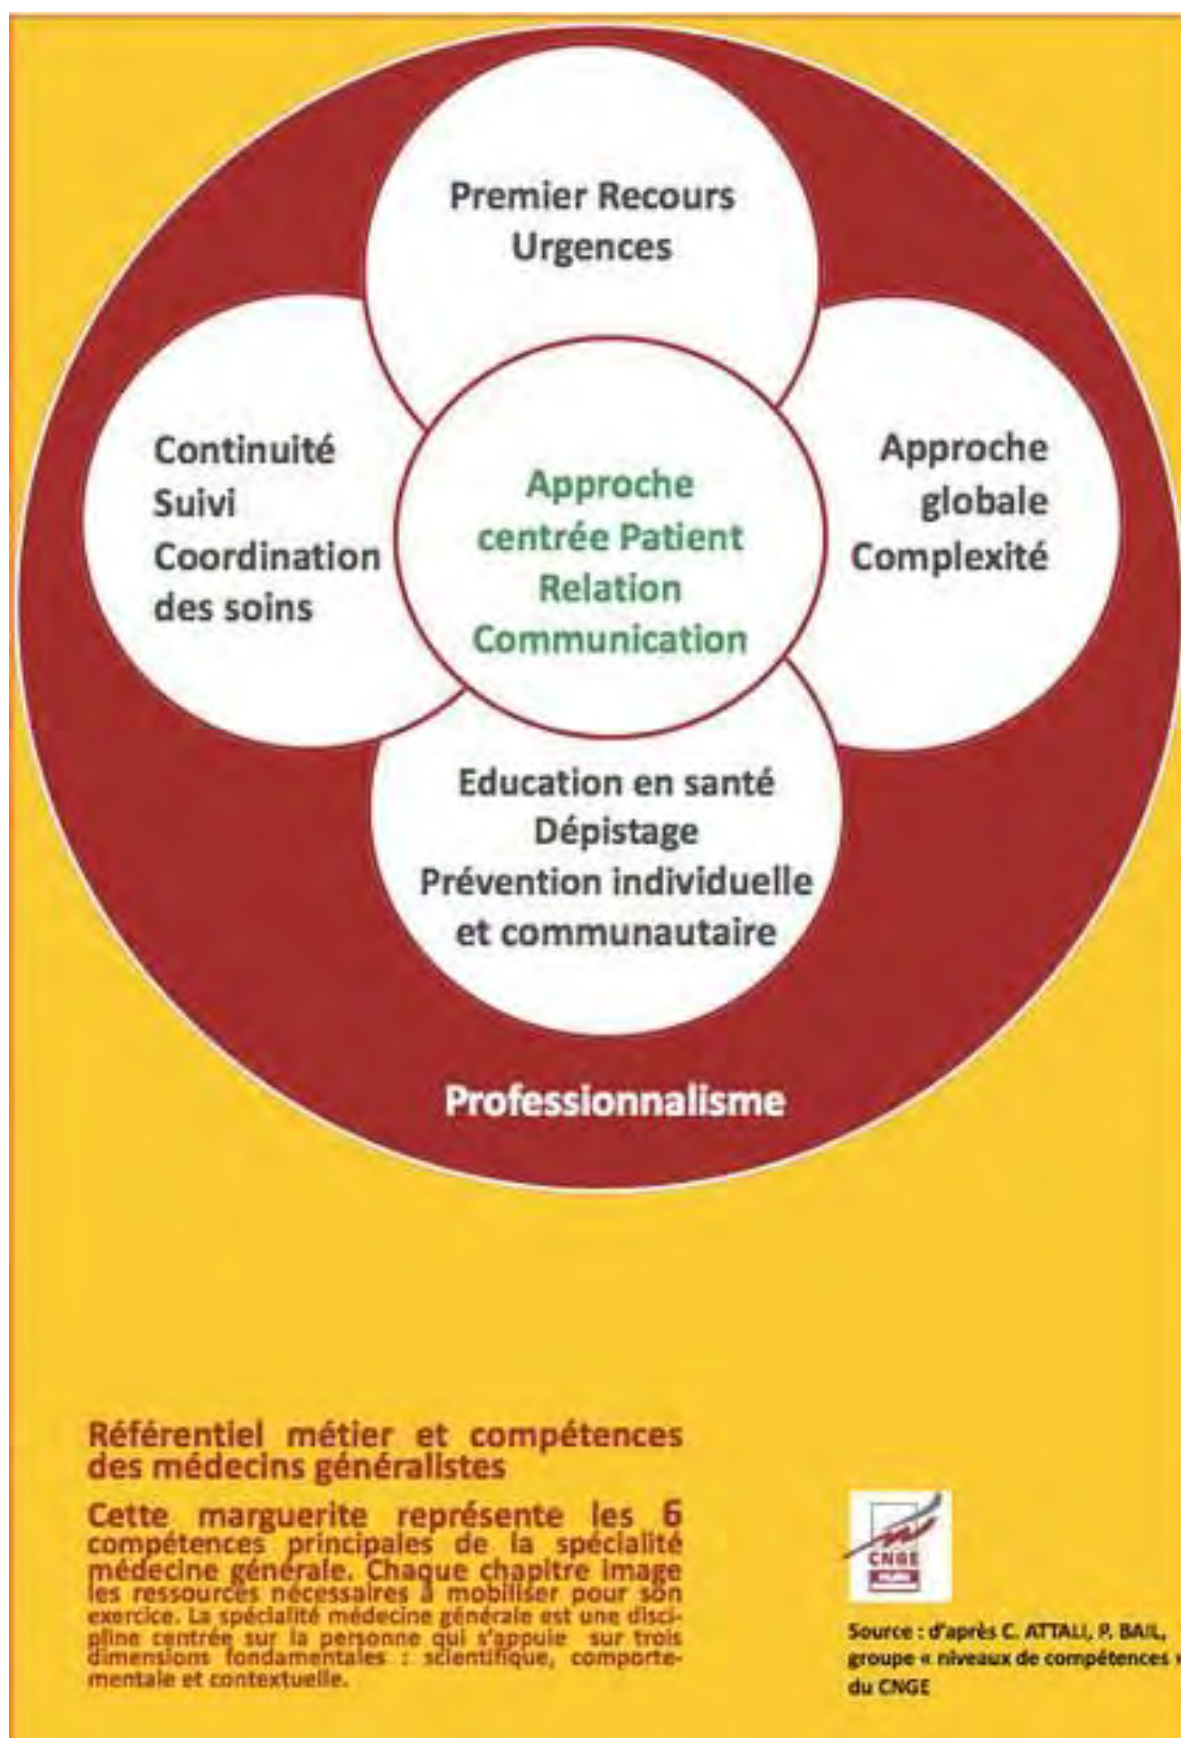 Premier Recours
Urgences
Continuité
Suivi
Coordination
des soins
Approche
centrée Patient
Relation
Communication
Approche
globale
Complexité
Education en santé
Dépistage
Prévention individuelle
et communautaire
Professionnalisme
Référentiel métier et compétences
des médecins généralistes
Cette marguerite représente les 6
compétences principales de la spécialité
médecine générale. Chaque chapitre image
les ressources nécessaires à mobiliser pour son
exercice. La spécialité médecine générale est une disci-
pline centrée sur la personne qui s'appuie sur trois
dimensions fondamentales : scientifique, comporte-
mentale et contextuelle.
CNGE
Source : d'après C. ATTALI, P. BAIL,
groupe « niveaux de compétences »
du CNGE